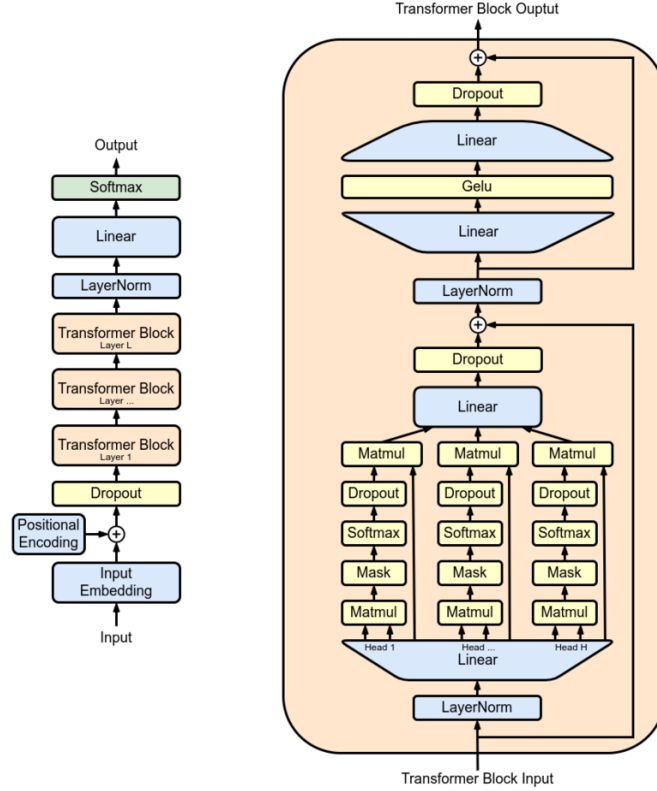 Output
Softmax
Linear
LayerNorm
Transformer Block
Layer L
Transformer Block
Layer ...
Transformer Block
Layer 1
Dropout
Positional
Encoding
Input
Embedding
Input
Transformer Block Ouptut
Dropout
Linear
Gelu
Linear
LayerNorm
Dropout
Linear
Matmul Matmul Matmul
Dropout Dropout Dropout
Softmax Softmax Softmax
Mask Mask Mask
Matmul Matmul Matmul
Head 1 Head ... Head H
Linear
LayerNorm
Transformer Block Input